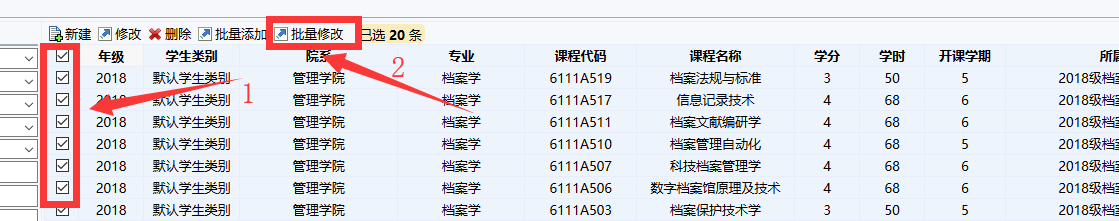 新建 修改 删除 批量添加 批量修改 已选 20 条
年级 学生类别 院系 专业 课程代码 课程名称 学分 学时 开课学期 所属
2018 默认学生类别 管理学院 档案学 6111A519 档案法规与标准 3 50 5 2018级档案
2018 默认学生类别 管理学院 档案学 6111A517 信息记录技术 4 68 6 2018级档案
2018 默认学生类别 管理学院 档案学 6111A511 档案文献编研学 4 68 6 2018级档案
2018 默认学生类别 管理学院 档案学 6111A510 档案管理自动化 4 68 6 2018级档案
2018 默认学生类别 管理学院 档案学 6111A507 科技档案管理学 4 68 6 2018级档案
2018 默认学生类别 管理学院 档案学 6111A506 数字档案馆原理及技术 4 68 6 2018级档案
2018 默认学生类别 管理学院 档案学 6111A503 档案保护技术学 3 50 5 2018级档案
1
2